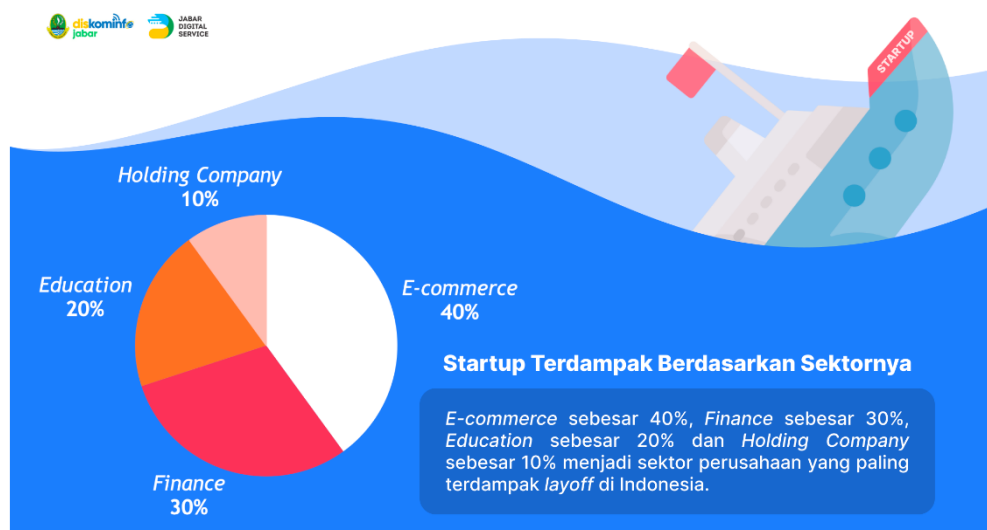 diskominfo
jabar
JABAR
DIGITAL
SERVICE
STARTUP
Holding Company
10%
Education
20%
E-commerce
40%
Finance
30%
Startup Terdampak Berdasarkan Sektornya
E-commerce sebesar 40%, Finance sebesar 30%,
Education sebesar 20% dan Holding Company
sebesar 10% menjadi sektor perusahaan yang paling
terdampak layoff di Indonesia.